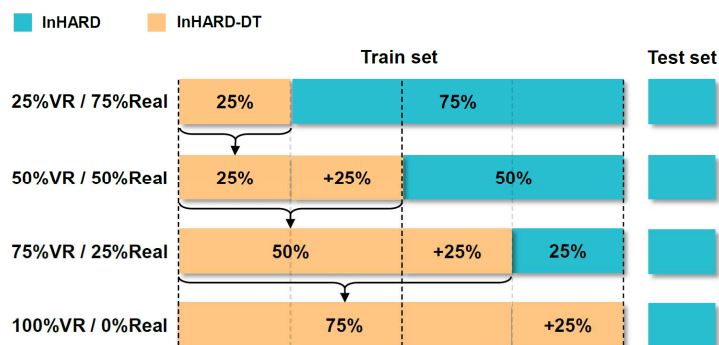 InHARD InHARD-DT
Train set Test set
25%VR / 75%Real 25% 75%
50%VR / 50%Real 25% +25% 50%
75%VR / 25%Real 50% +25% 25%
100%VR / 0%Real 75% +25%